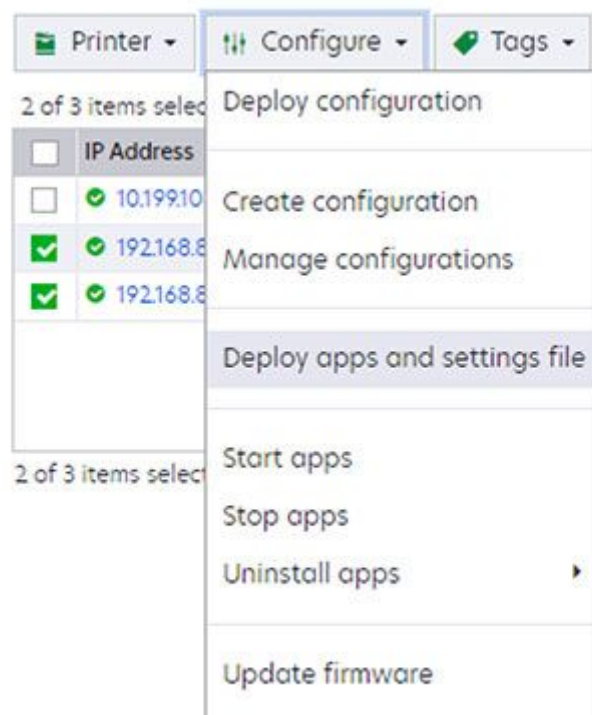 Printer
Configure
Tags
2 of 3 items selec
IP Address
10.199.10
192.168.8
192.168.8
2 of 3 items select
Deploy configuration
Create configuration
Manage configurations
Deploy apps and settings file
Start apps
Stop apps
Uninstall apps
Update firmware